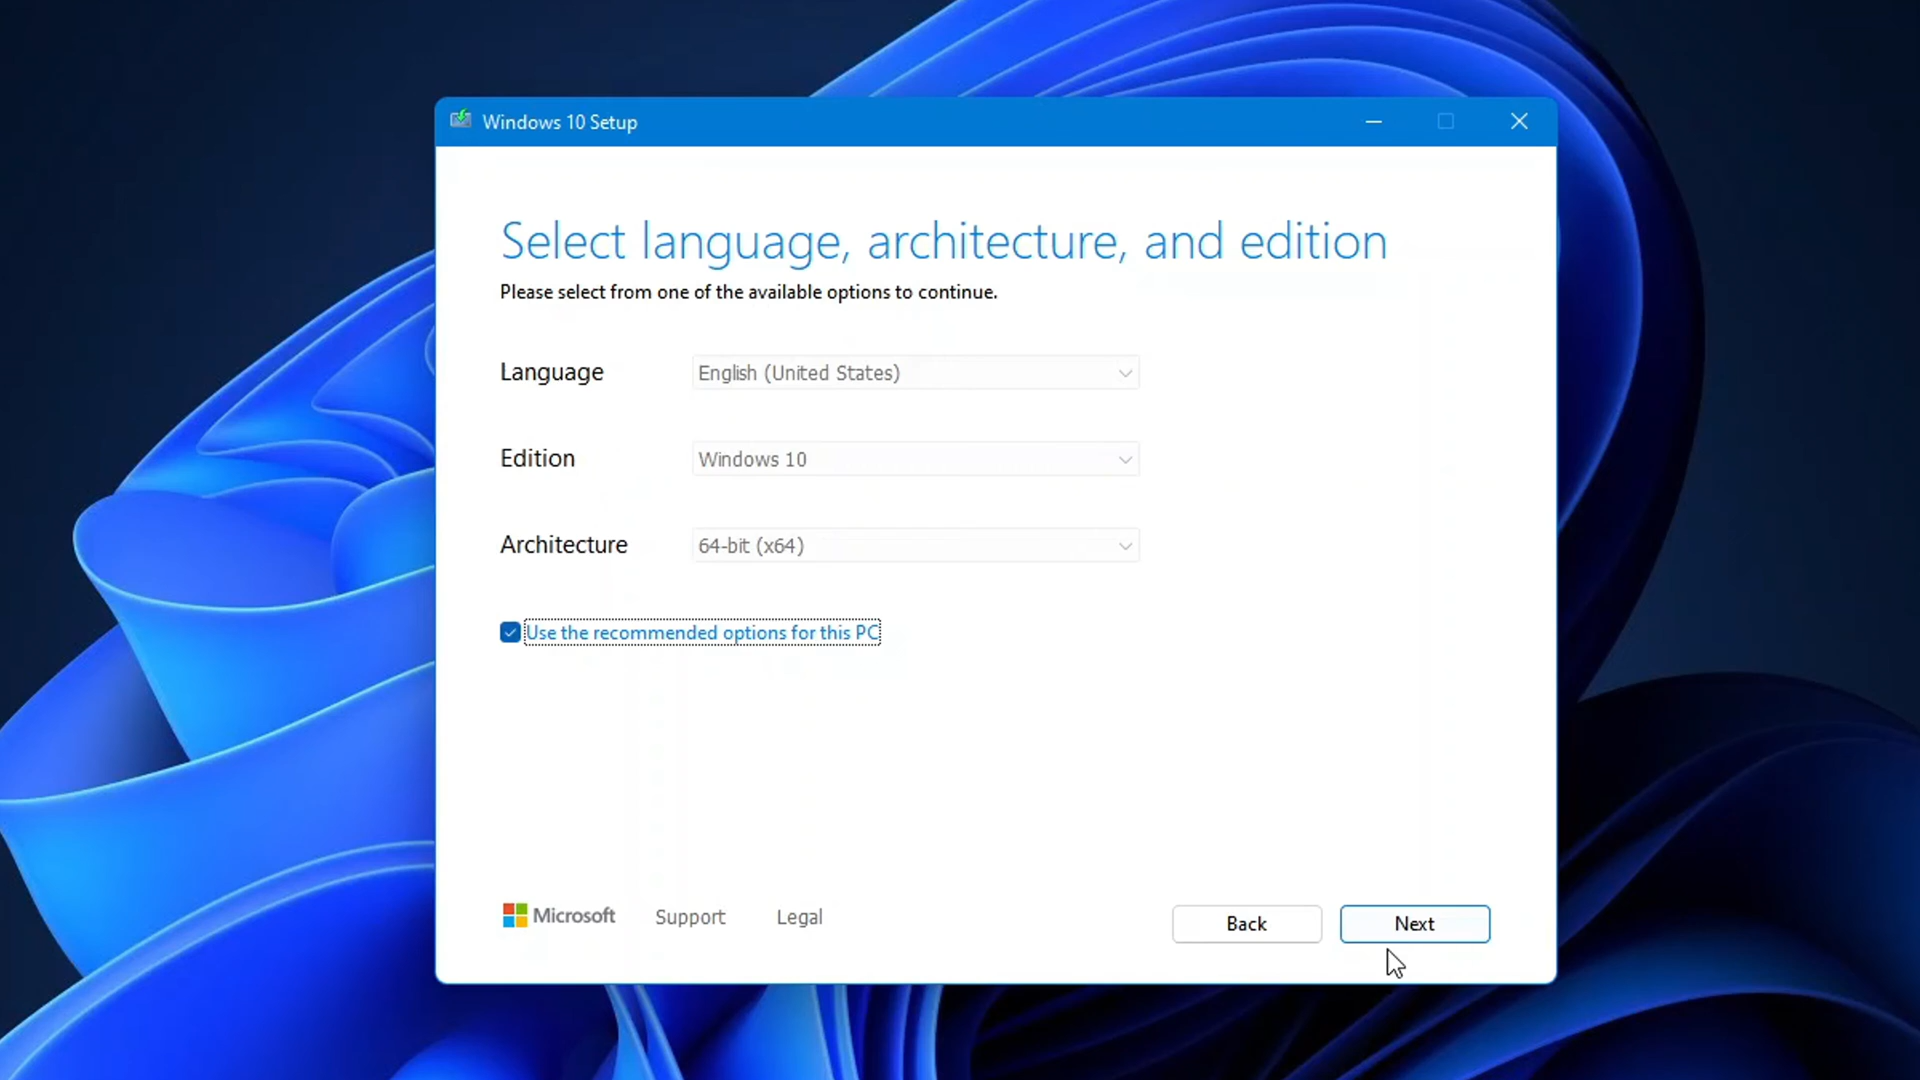 Windows 10 Setup
Select language, architecture, and edition
Please select from one of the available options to continue.
Language
English (United States)
Edition
Windows 10
Architecture
64-bit (x64)
Use the recommended options for this PC
Microsoft
Support
Legal
Back
Next